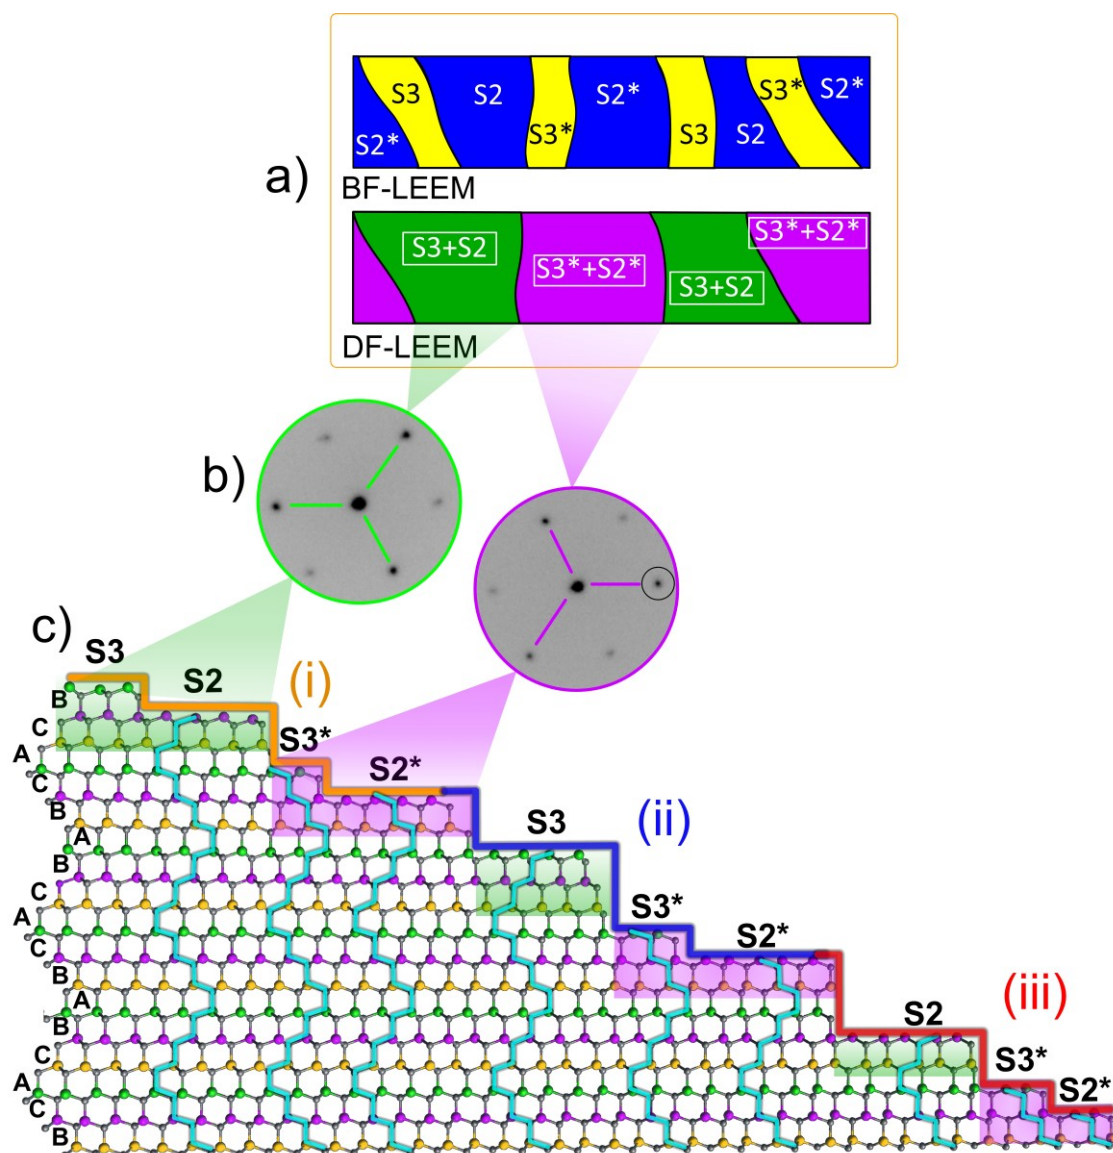 a)
S3 S2 S3* S2* S3 S2 S3* S2*
S2*
BF-LEEM
S3+S2 S3*+S2* S3+S2 S3*+S2*
DF-LEEM
b)
c)
S3 S2 (i)
B
C
S3*
A
S2*
C
B
A
S3 (ii)
B
C
S3*
A
S2*
C
B
A
(iii)
B
S2
C
S3*
A
S2*
C
B